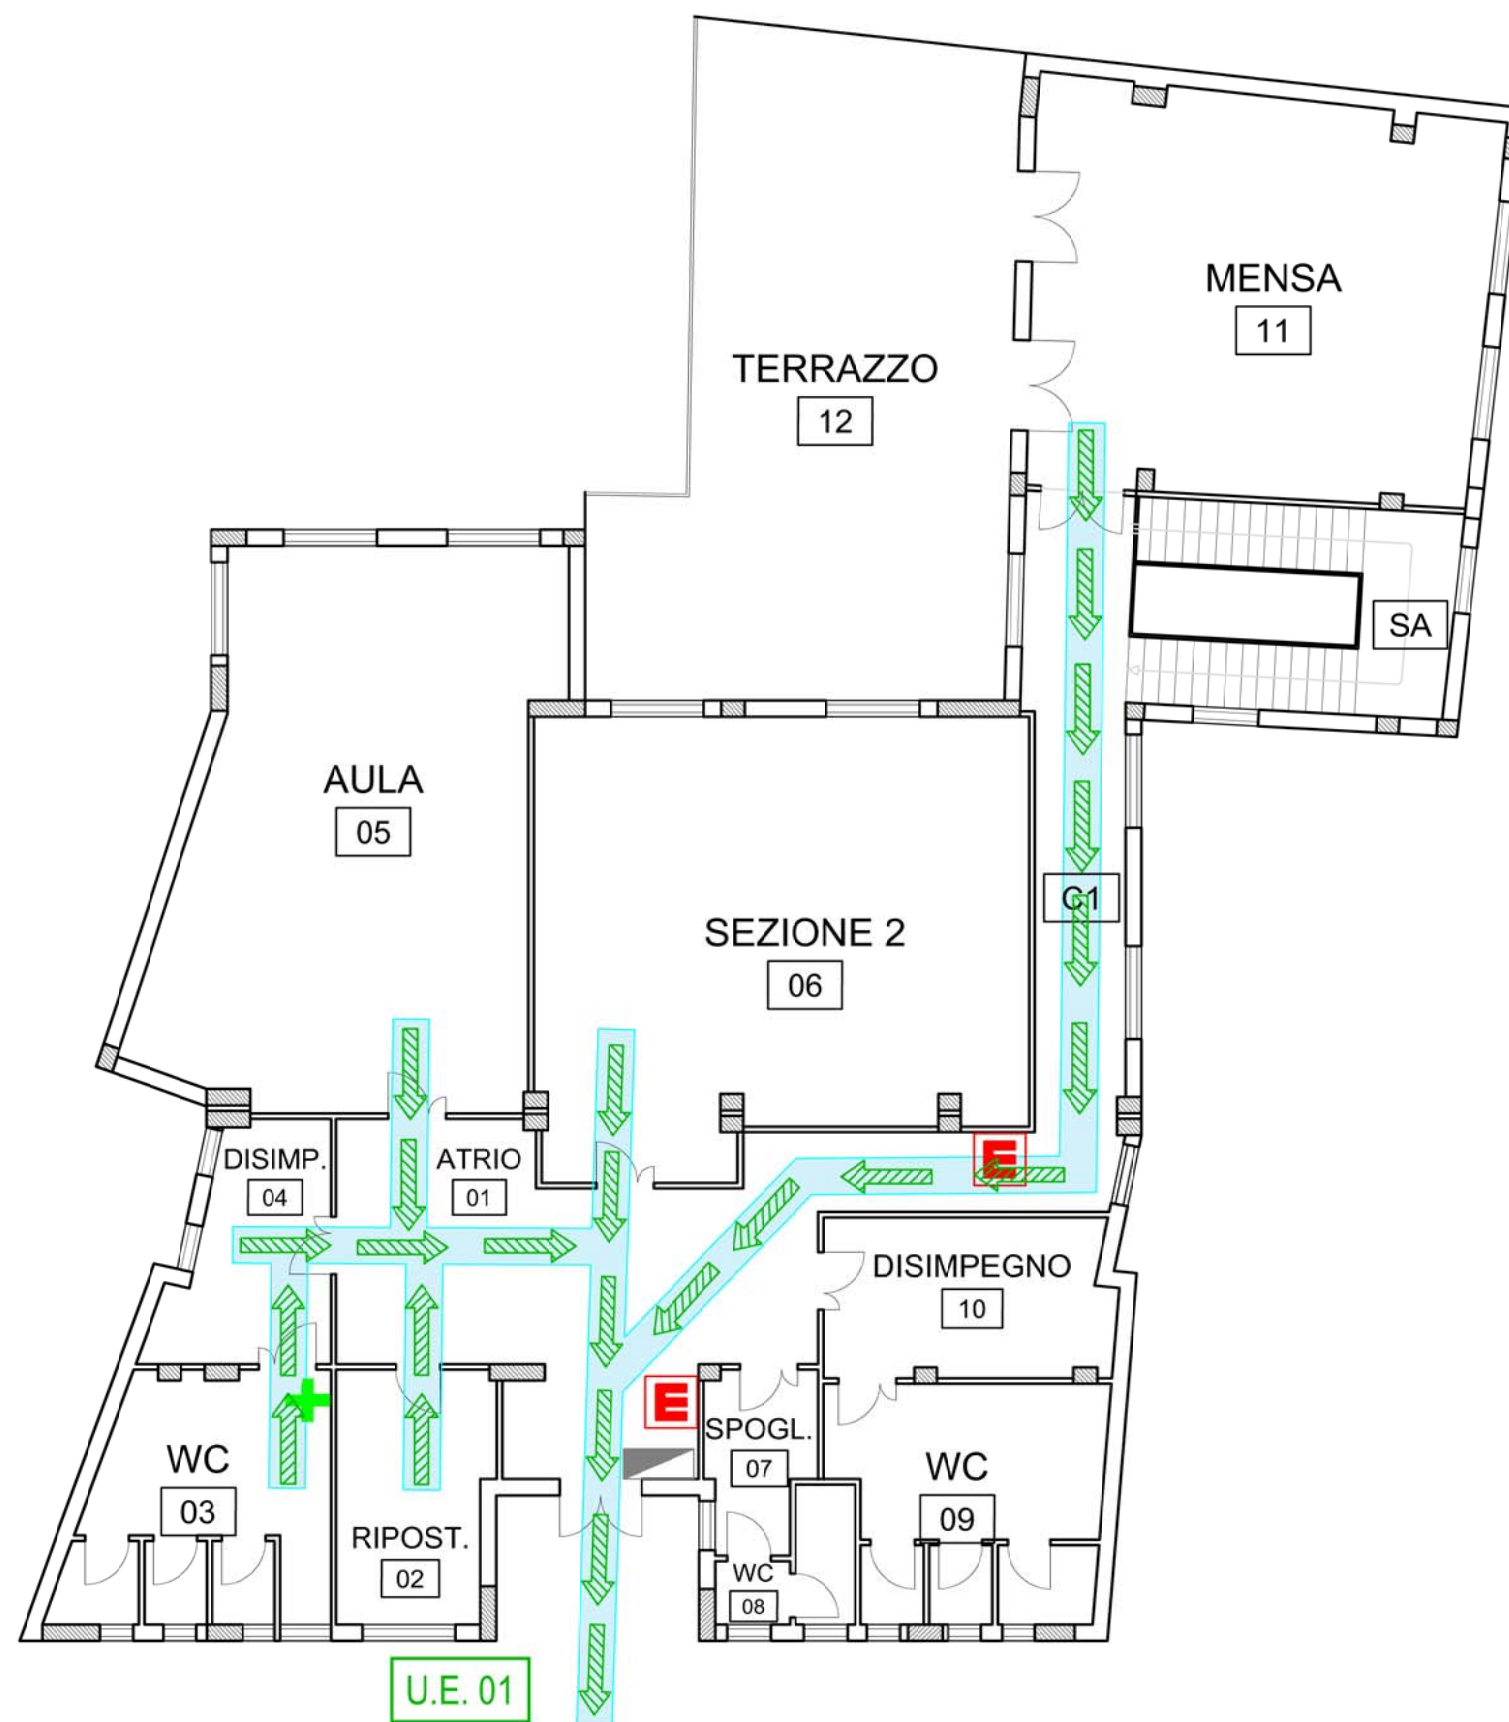 MENSA
11
TERRAZZO
12
SA
AULA
05
C1
SEZIONE 2
06
E
DISIMP.
04
ATRIO
01
DISIMPEGNO
10
E
SPOGL.
07
WC
03
WC
09
RIPOST.
02
WC
08
U.E. 01